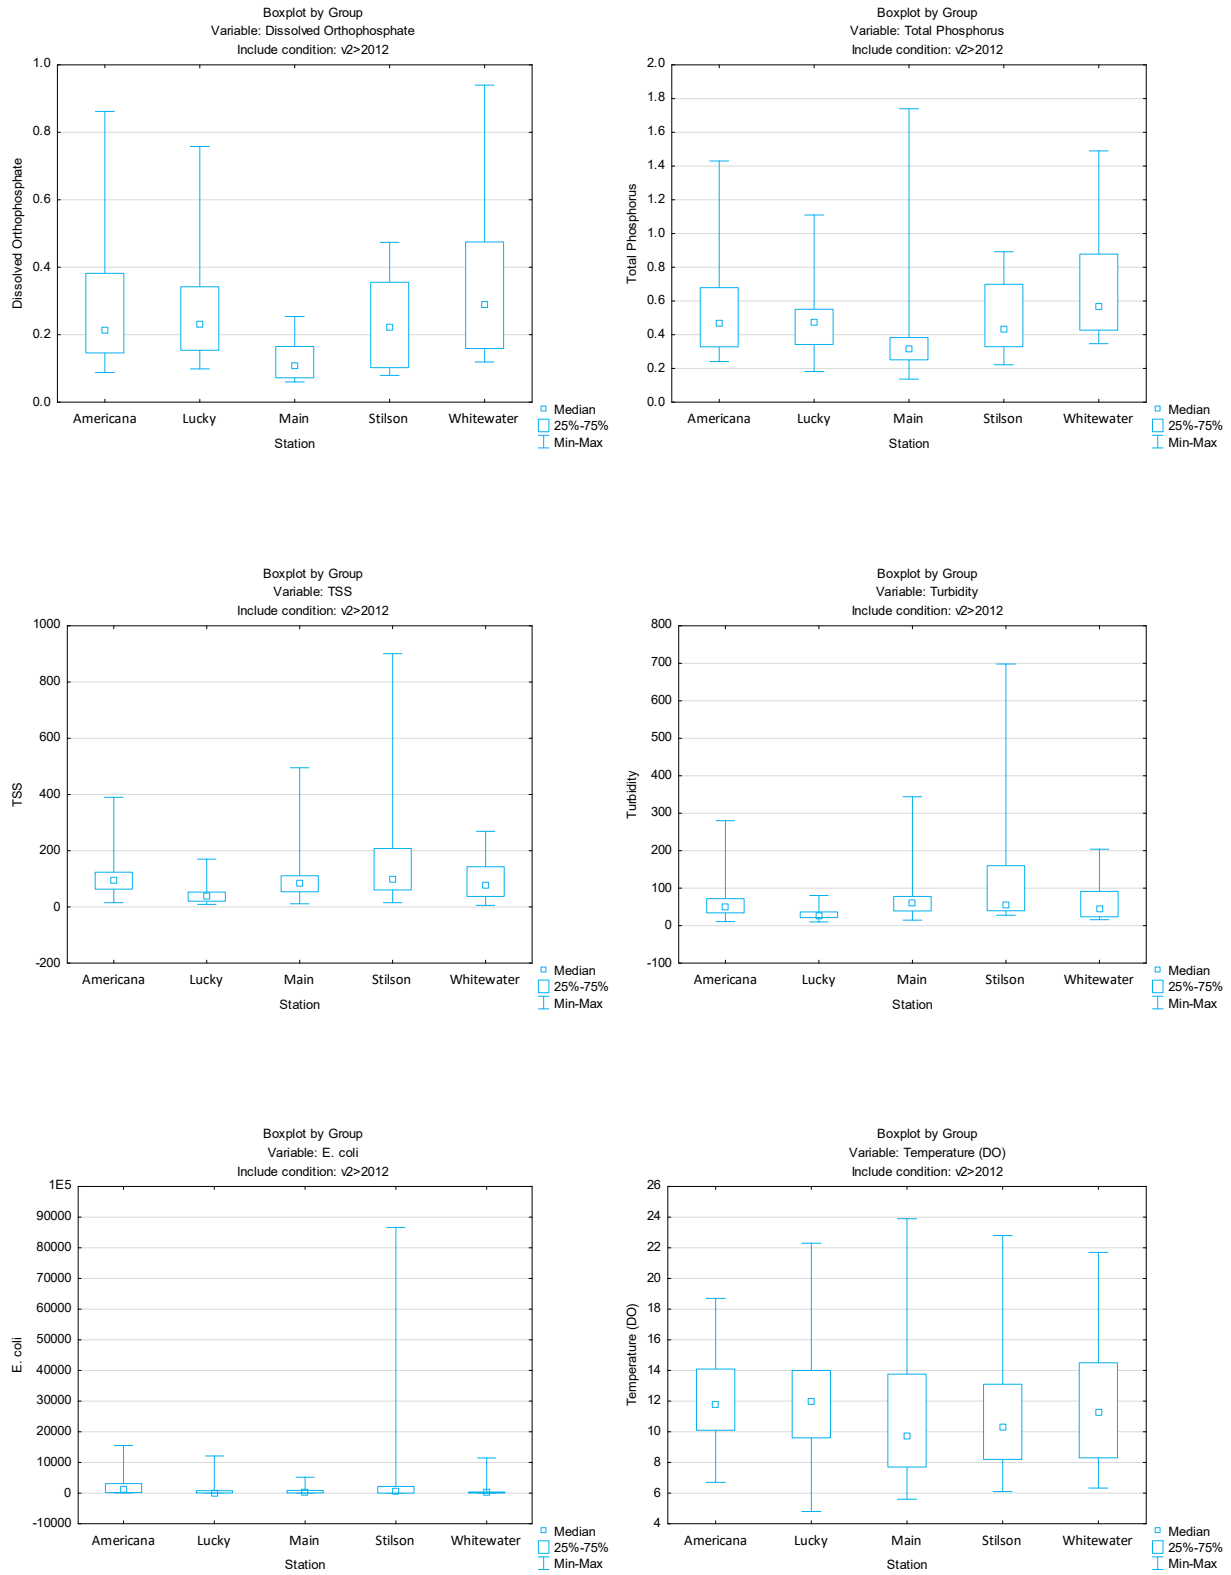 Boxplot by Group
Variable: Dissolved Orthophosphate
Include condition: v2>2012
1.0
0.8
0.6
0.4
0.2
0.0
Dissolved Orthophosphate
Americana Lucky Main Stilson Whitewater
Station
Median
25%-75%
Min-Max
Boxplot by Group
Variable: Total Phosphorus
Include condition: v2>2012
2.0
1.8
1.6
1.4
1.2
1.0
0.8
0.6
0.4
0.2
0.0
Total Phosphorus
Americana Lucky Main Stilson Whitewater
Station
Median
25%-75%
Min-Max
Boxplot by Group
Variable: TSS
Include condition: v2>2012
1000
800
600
400
200
0
-200
TSS
Americana Lucky Main Stilson Whitewater
Station
Median
25%-75%
Min-Max
Boxplot by Group
Variable: Turbidity
Include condition: v2>2012
800
700
600
500
400
300
200
100
0
-100
Turbidity
Americana Lucky Main Stilson Whitewater
Station
Median
25%-75%
Min-Max
Boxplot by Group
Variable: E. coli
Include condition: v2>2012
1E5
90000
80000
70000
60000
50000
40000
30000
20000
10000
0
-10000
E. coli
Americana Lucky Main Stilson Whitewater
Station
Median
25%-75%
Min-Max
Boxplot by Group
Variable: Temperature (DO)
Include condition: v2>2012
26
24
22
20
18
16
14
12
10
8
6
4
Temperature (DO)
Americana Lucky Main Stilson Whitewater
Station
Median
25%-75%
Min-Max